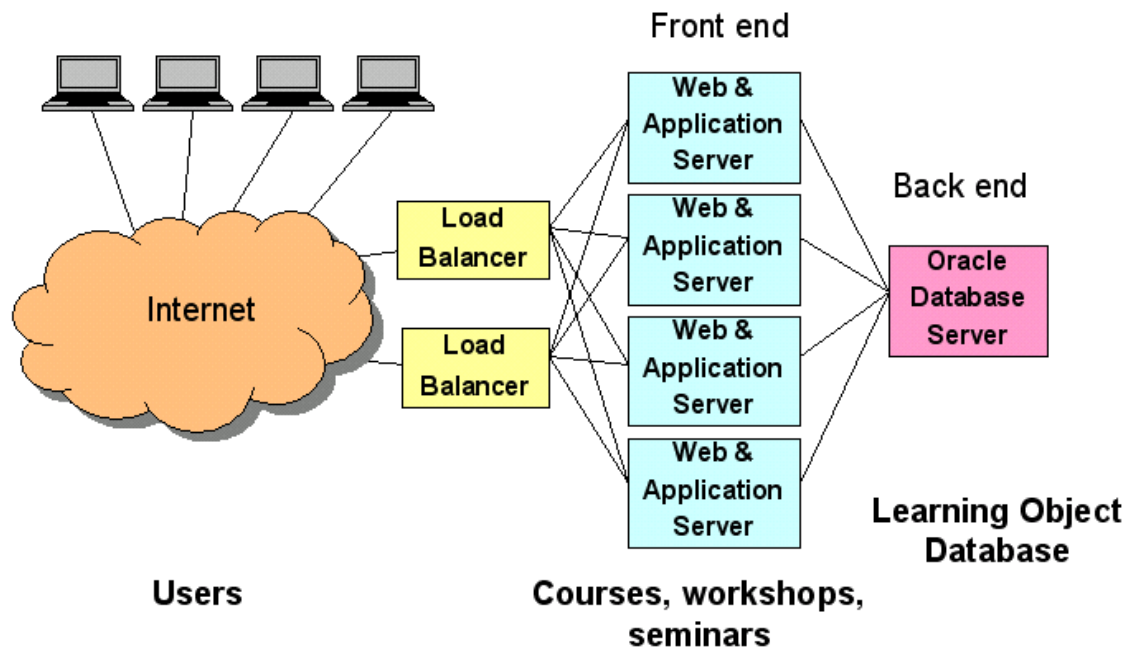 Front end
Web &
Application
Server
Web &
Application
Server
Web &
Application
Server
Web &
Application
Server
Back end
Oracle
Database
Server
Load
Balancer
Load
Balancer
Internet
Learning Object
Database
Users
Courses, workshops,
seminars